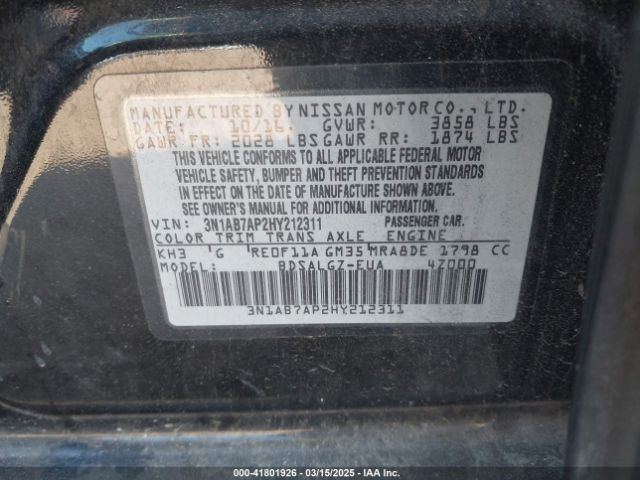 MANUFACTURED BY NISSAN MOTOR CO., LTD.
DATE: 10/16. GVWR: 3858 LBS
GAWR FR: 2028 LBS GAWR RR: 1874 LBS
THIS VEHICLE CONFORMS TO ALL APPLICABLE FEDERAL MOTOR
VEHICLE SAFETY, BUMPER, AND THEFT PREVENTION STANDARDS
IN EFFECT ON THE DATE OF MANUFACTURE SHOWN ABOVE.
SEE OWNER'S MANUAL FOR ADDITIONAL INFORMATION.
VIN: 3N1AB7AP2HY212311 PASSENGER CAR.
COLOR TRIM TRANS AXLE ENGINE
KH3 G RE0F11A GM35 MRA8DE 1798 CC
BDSALGZ-EUA 4Z000
3N1AB7AP2HY212311
000-41801926 - 03/15/2025 - IAA Inc.